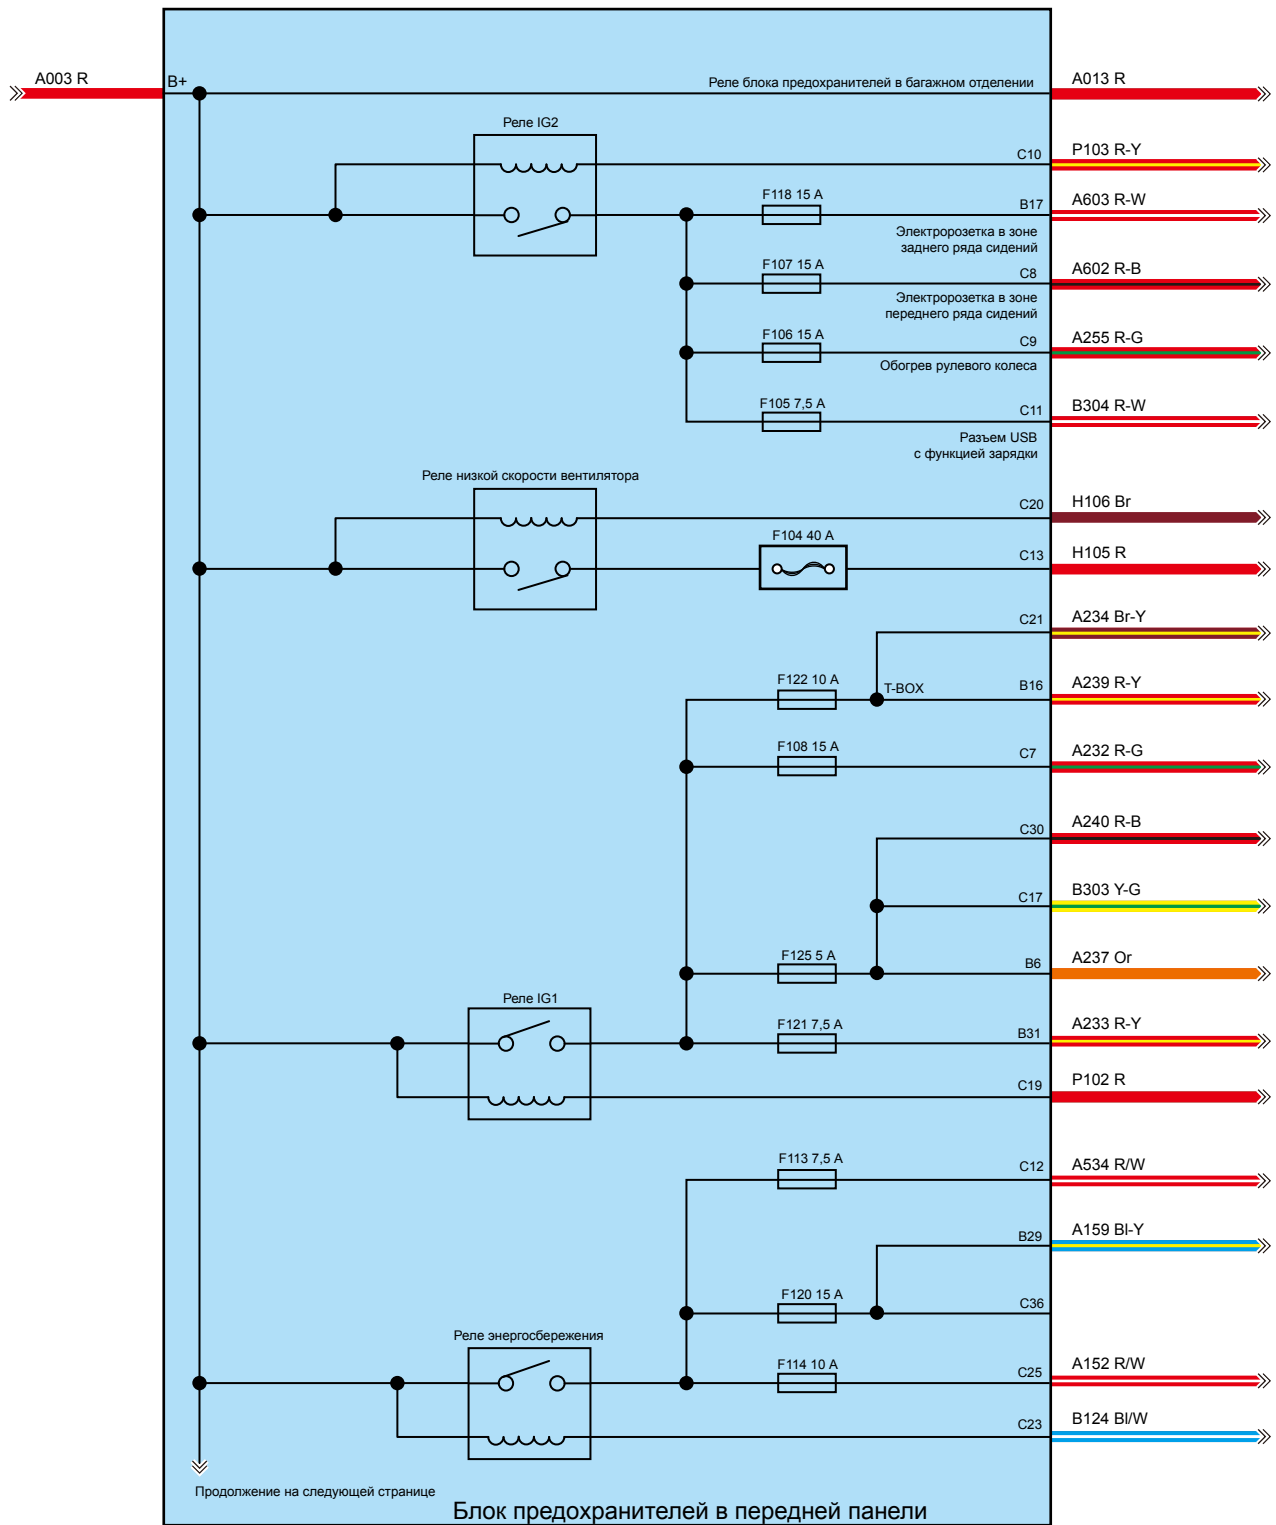 A003 R
B+
Реле блока предохранителей в багажном отделении
A013 R
Реле IG2
C10
P103 R-Y
F118 15 A
B17
A603 R-W
Электророзетка в зоне
заднего ряда сидений
F107 15 A
C8
A602 R-B
Электророзетка в зоне
переднего ряда сидений
F106 15 A
C9
A255 R-G
Обогрев рулевого колеса
F105 7,5 A
C11
B304 R-W
Разъем USB
с функцией зарядки
Реле низкой скорости вентилятора
C20
H106 Br
F104 40 A
C13
H105 R
C21
A234 Br-Y
F122 10 A
T-BOX
B16
A239 R-Y
F108 15 A
C7
A232 R-G
C30
A240 R-B
C17
B303 Y-G
F125 5 A
B6
A237 Or
Реле IG1
F121 7,5 A
B31
A233 R-Y
C19
P102 R
F113 7,5 A
C12
A534 R/W
B29
A159 Bl-Y
F120 15 A
C36
Реле энергосбережения
F114 10 A
C25
A152 R/W
C23
B124 Bl/W
Продолжение на следующей странице
Блок предохранителей в передней панели